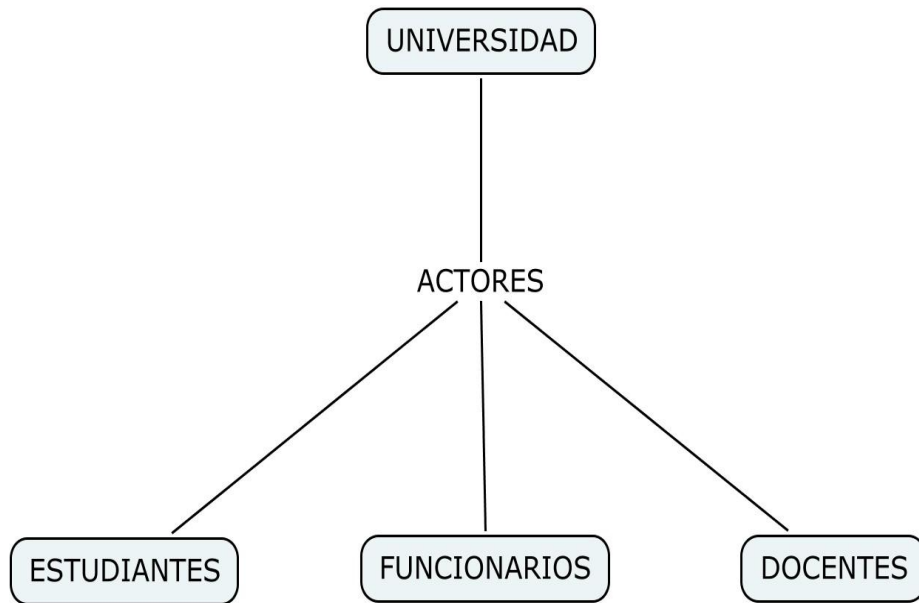 UNIVERSIDAD
ACTORES
ESTUDIANTES
FUNCIONARIOS
DOCENTES